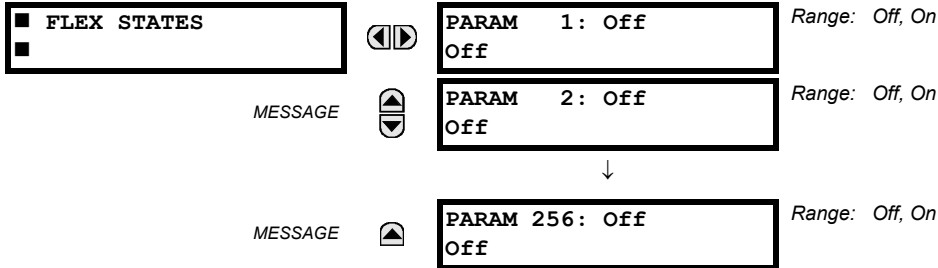 ■ FLEX STATES
■
PARAM 1: Off
Off
Range: Off, On
MESSAGE
PARAM 2: Off
Off
Range: Off, On
↓
MESSAGE
PARAM 256: Off
Off
Range: Off, On